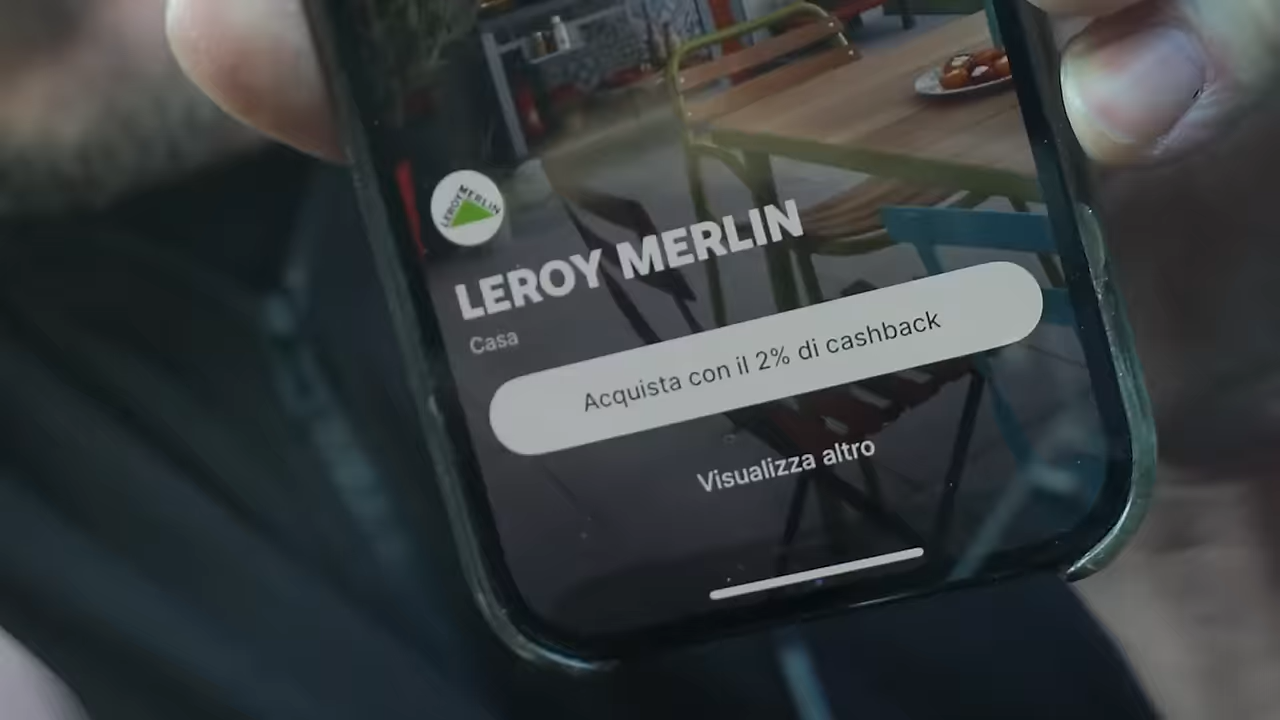 LEROY MERLIN
LEROY MERLIN
Casa
Acquista con il 2% di cashback
Visualizza altro